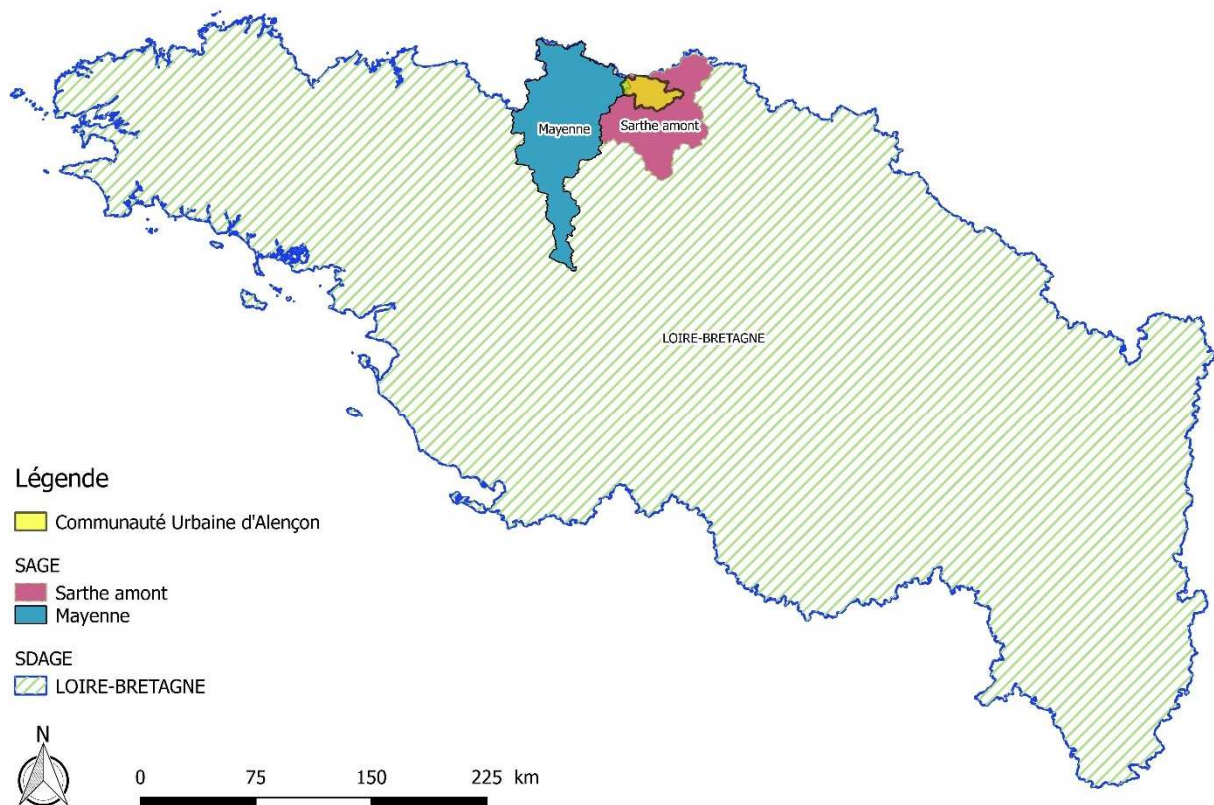 Mayenne
Sarthe amont
LOIRE-BRETAGNE
Légende
Communauté Urbaine d'Alençon
SAGE
Sarthe amont
Mayenne
SDAGE
LOIRE-BRETAGNE
N
0 75 150 225 km